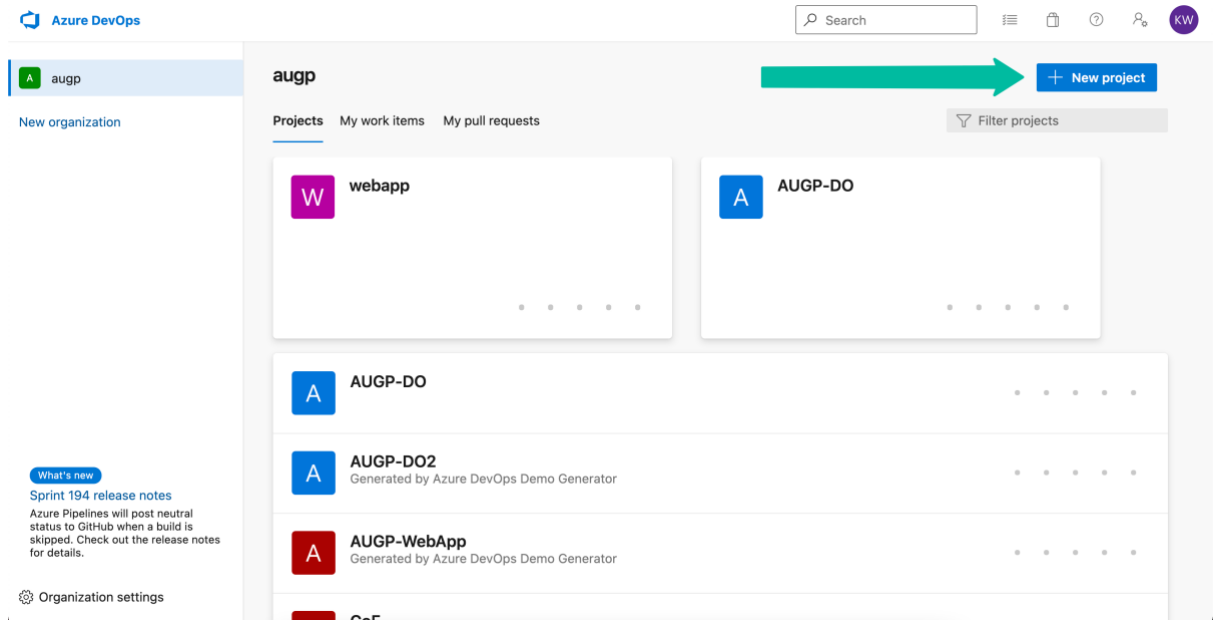 Azure DevOps
Search
KW
A augp
New organization
augp
New project
Projects My work items My pull requests
Filter projects
W webapp
A AUGP-DO
A AUGP-DO
A AUGP-DO2
Generated by Azure DevOps Demo Generator
A AUGP-WebApp
Generated by Azure DevOps Demo Generator
What's new
Sprint 194 release notes
Azure Pipelines will post neutral
status to GitHub when a build is
skipped. Check out the release notes
for details.
Organization settings